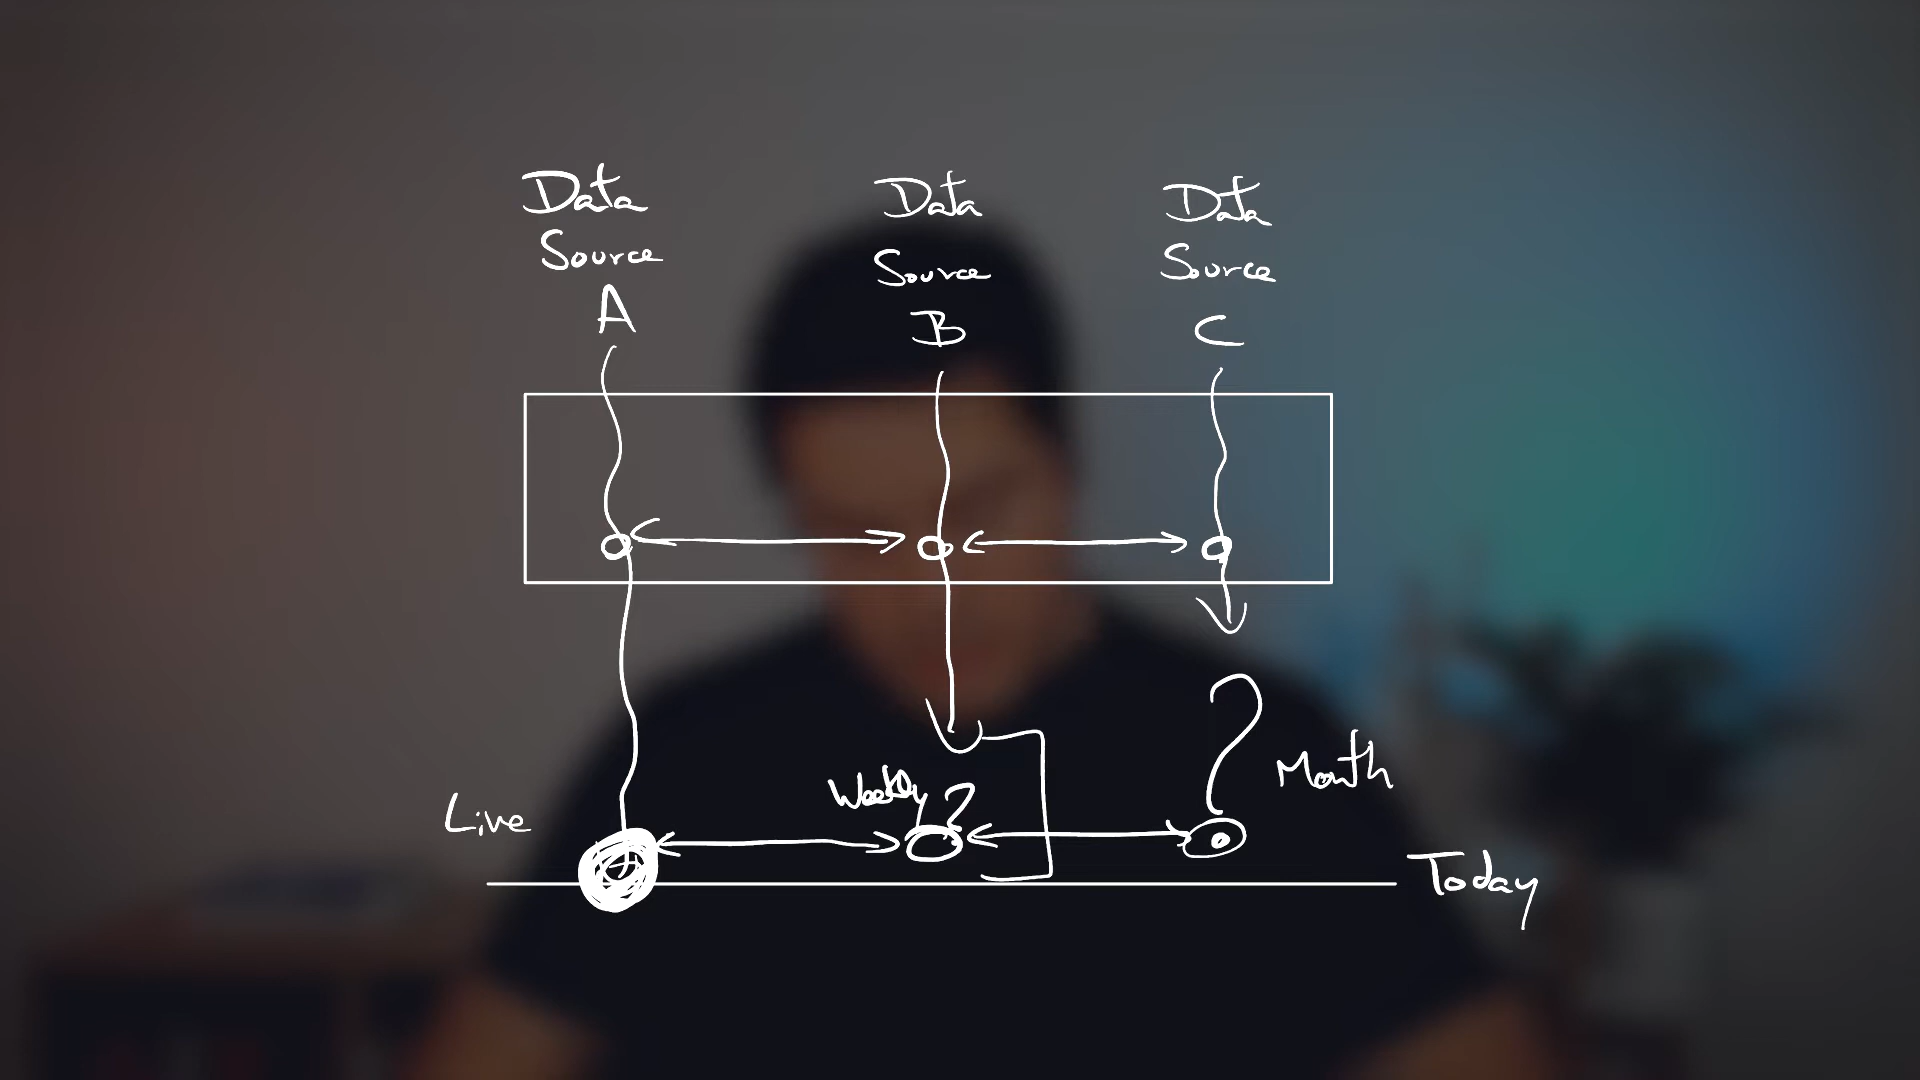 Data
Source
A
Data
Source
B
Data
Source
C
Live
Weekly
?
?
Month
Today